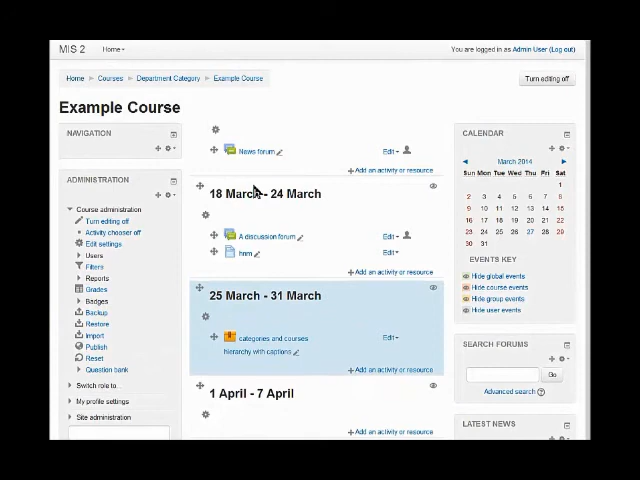 MIS 2 Home You are logged in as Admin User (Log out)
Home Courses Department Category Example Course Turn editing off
Example Course
NAVIGATION
ADMINISTRATION
Course administration
Turn editing off
Activity chooser off
Edit settings
Users
Filters
Reports
Grades
Badges
Backup
Restore
Import
Publish
Reset
Question bank
Switch role to...
My profile settings
Site administration
News forum Edit
Add an activity or resource
18 March - 24 March
A discussion forum Edit
hnm Edit
Add an activity or resource
25 March - 31 March
categories and courses Edit
hierarchy with captions
Add an activity or resource
1 April - 7 April
Add an activity or resource
CALENDAR
March 2014
Sun Mon Tue Wed Thu Fri Sat
1
2 3 4 5 6 7 8
9 10 11 12 13 14 15
16 17 18 19 20 21 22
23 24 25 26 27 28 29
30 31
EVENTS KEY
Hide global events
Hide course events
Hide group events
Hide user events
SEARCH FORUMS
Go
Advanced search
LATEST NEWS